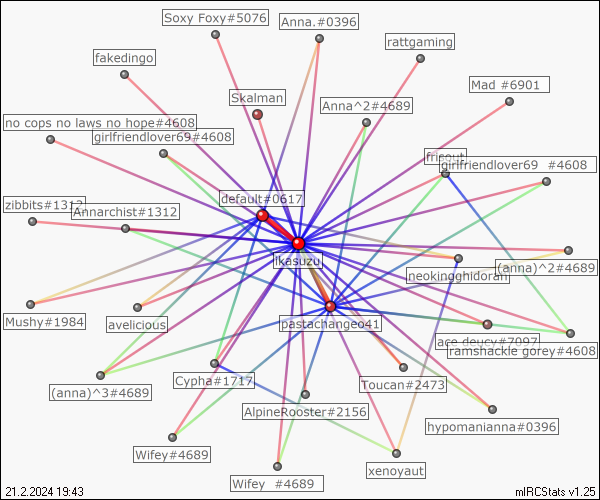 Soxy Foxy#5076
Anna.#0396
rattgaming
fakedingo
Mad #6901
Skalman
Anna^2#4689
no cops no laws no hope#4608
girlfriendlover69#4608
fricout
girlfriendlover69 #4608
default#0617
zibbits#1312
Annarchist#1312
ikasuzu
neokingghidorah
(anna)^2#4689
Mushy#1984
avelicious
pastachangeo41
ace deucy#7097
ramshackle gorey#4608
(anna)^3#4689
Cypha#1717
Toucan#2473
AlpineRooster#2156
hypomanianna#0396
Wifey#4689
xenoyaut
Wifey #4689
21.2.2024 19:43
mIRCStats v1.25